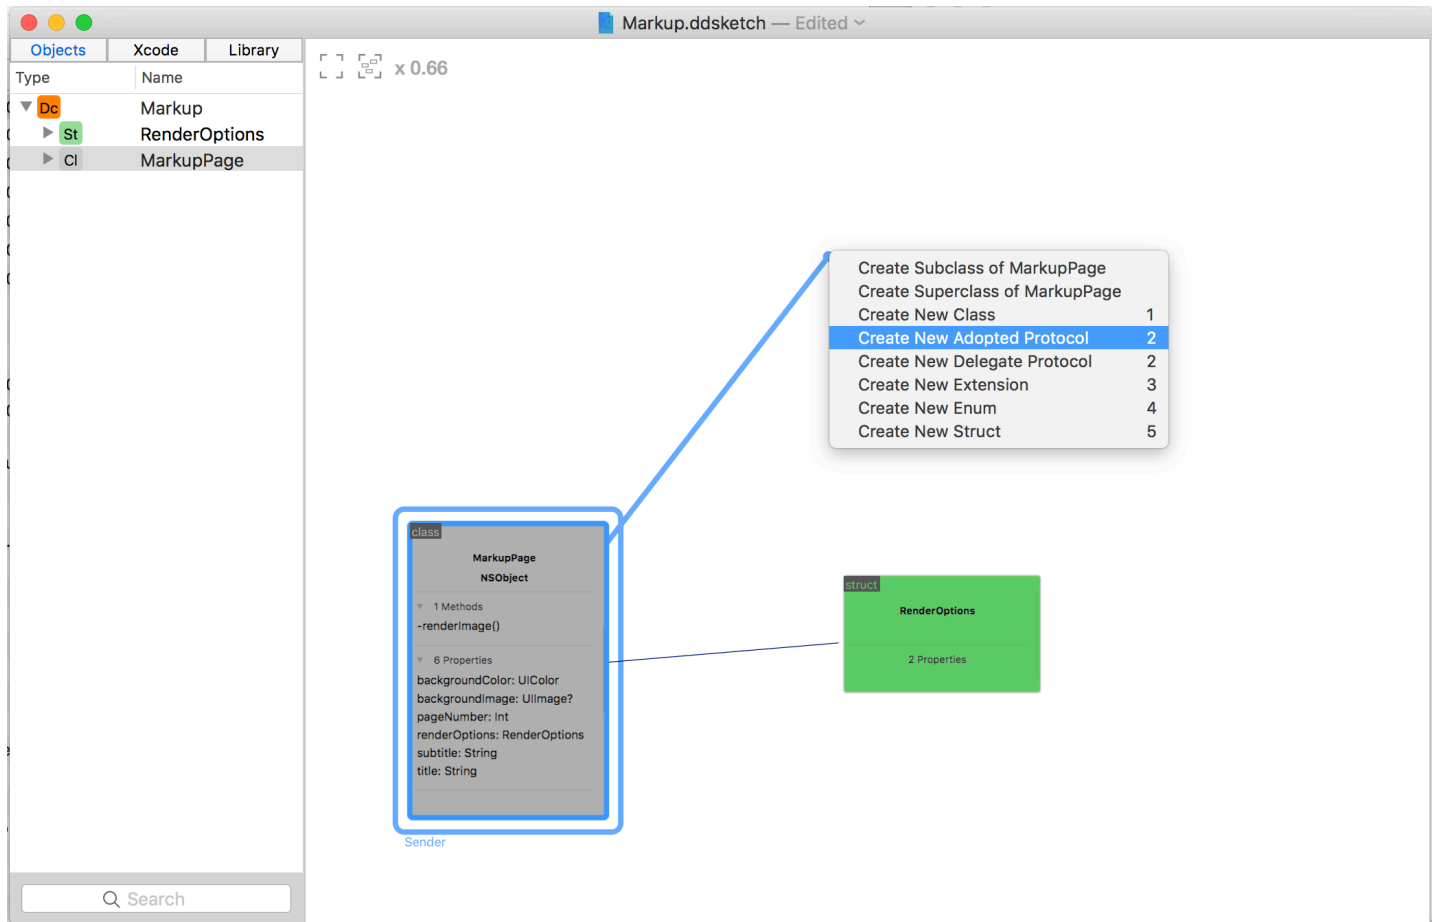 Markup.ddsketch — Edited
Objects Xcode Library
Type Name
Dc Markup
St RenderOptions
Cl MarkupPage
Search
x 0.66
Create Subclass of MarkupPage
Create Superclass of MarkupPage
Create New Class 1
Create New Adopted Protocol 2
Create New Delegate Protocol 2
Create New Extension 3
Create New Enum 4
Create New Struct 5
class
MarkupPage
NSObject
1 Methods
-renderImage()
6 Properties
backgroundColor: UIColor
backgroundImage: UIImage?
pageNumber: Int
renderOptions: RenderOptions
subtitle: String
title: String
Sender
struct
RenderOptions
2 Properties